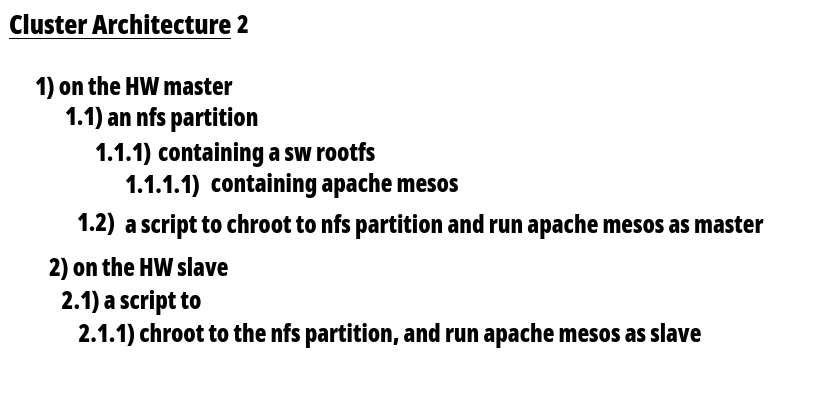 Cluster Architecture 2
1) on the HW master
1.1) an nfs partition
1.1.1) containing a sw rootfs
1.1.1.1) containing apache mesos
1.2) a script to chroot to nfs partition and run apache mesos as master
2) on the HW slave
2.1) a script to
2.1.1) chroot to the nfs partition, and run apache mesos as slave